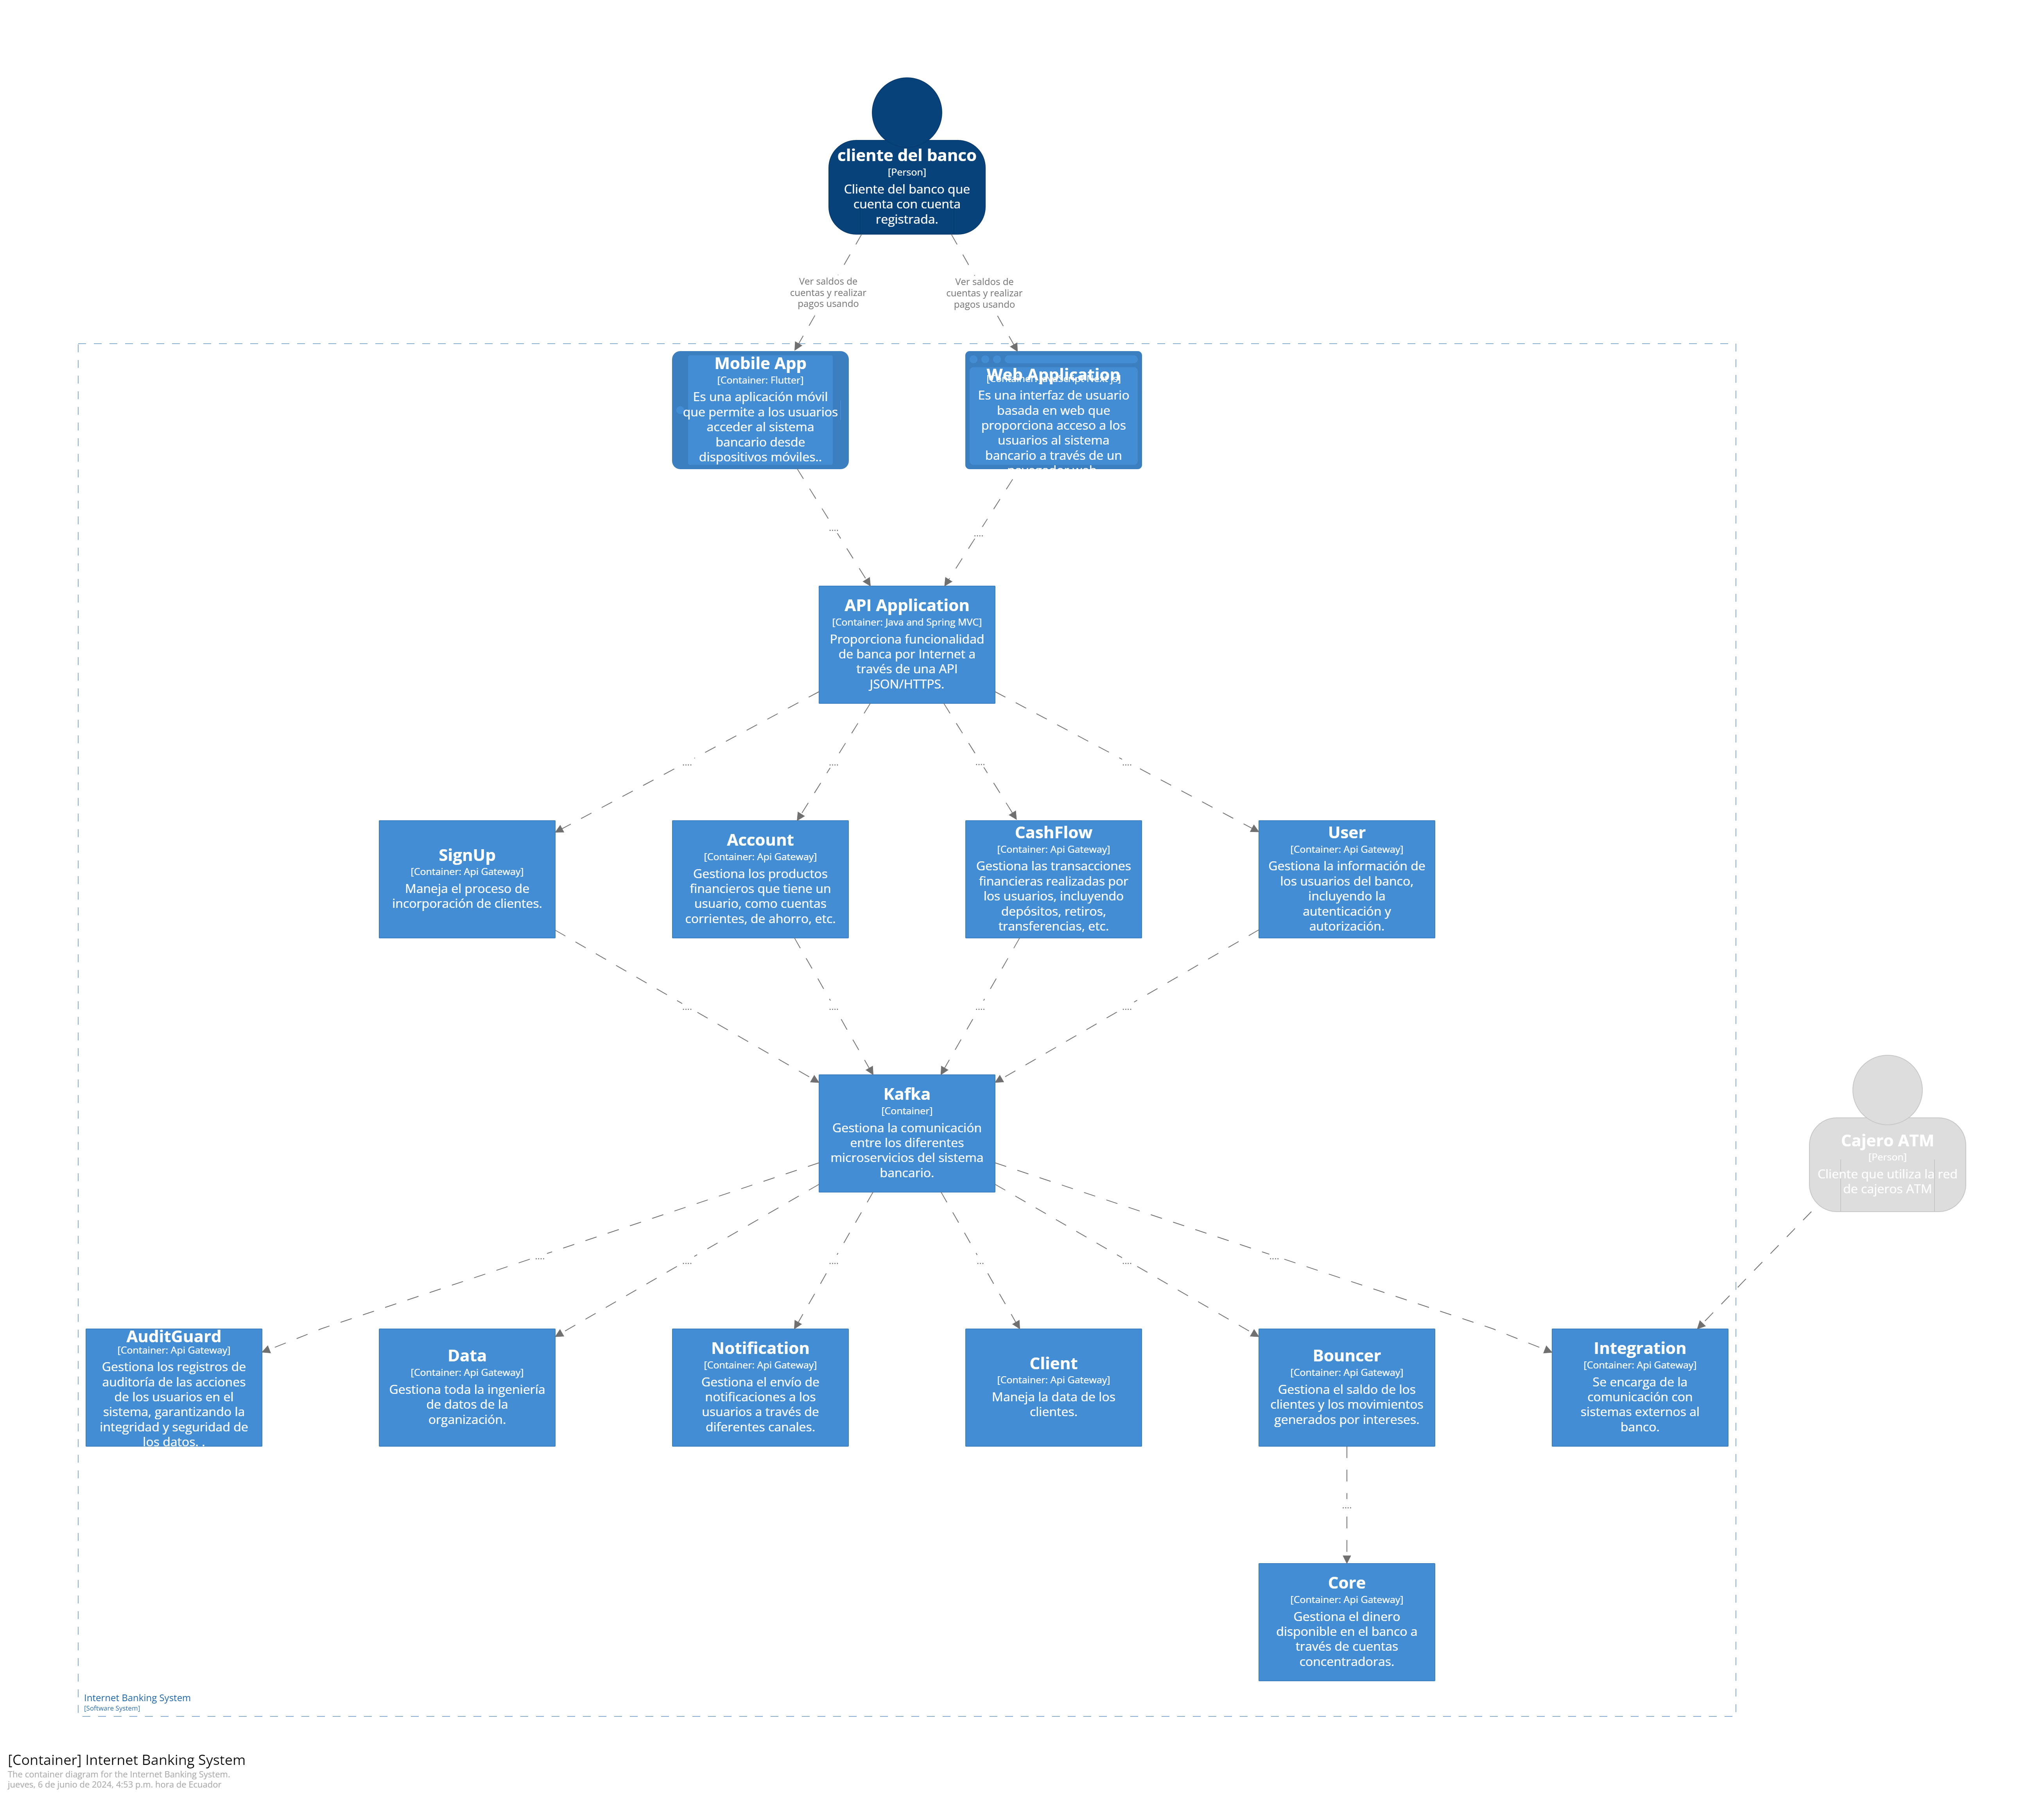 cliente del banco
[Person]
Cliente del banco que
cuenta con cuenta
registrada.
Ver saldos de
cuentas y realizar
pagos usando
Ver saldos de
cuentas y realizar
pagos usando
Mobile App
[Container: Flutter]
Es una aplicación móvil
que permite a los usuarios
acceder al sistema
bancario desde
dispositivos móviles..
Web Application
[Container: JavaScript Next js]
Es una interfaz de usuario
basada en web que
proporciona acceso a los
usuarios al sistema
bancario a través de un
navegador web.
....
....
API Application
[Container: Java and Spring MVC]
Proporciona funcionalidad
de banca por Internet a
través de una API
JSON/HTTPS.
....
....
....
....
SignUp
[Container: Api Gateway]
Maneja el proceso de
incorporación de clientes.
Account
[Container: Api Gateway]
Gestiona los productos
financieros que tiene un
usuario, como cuentas
corrientes, de ahorro, etc.
CashFlow
[Container: Api Gateway]
Gestiona las transacciones
financieras realizadas por
los usuarios, incluyendo
depósitos, retiros,
transferencias, etc.
User
[Container: Api Gateway]
Gestiona la información de
los usuarios del banco,
incluyendo la
autenticación y
autorización.
....
....
....
....
Kafka
[Container]
Gestiona la comunicación
entre los diferentes
microservicios del sistema
bancario.
Cajero ATM
[Person]
Cliente que utiliza la red
de cajeros ATM
....
....
....
...
....
....
AuditGuard
[Container: Api Gateway]
Gestiona los registros de
auditoría de las acciones
de los usuarios en el
sistema, garantizando la
integridad y seguridad de
los datos. .
Data
[Container: Api Gateway]
Gestiona toda la ingeniería
de datos de la
organización.
Notification
[Container: Api Gateway]
Gestiona el envío de
notificaciones a los
usuarios a través de
diferentes canales.
Client
[Container: Api Gateway]
Maneja la data de los
clientes.
Bouncer
[Container: Api Gateway]
Gestiona el saldo de los
clientes y los movimientos
generados por intereses.
Integration
[Container: Api Gateway]
Se encarga de la
comunicación con
sistemas externos al
banco.
....
Core
[Container: Api Gateway]
Gestiona el dinero
disponible en el banco a
través de cuentas
concentradoras.
Internet Banking System
[Software System]
[Container] Internet Banking System
The container diagram for the Internet Banking System.
jueves, 6 de junio de 2024, 4:53 p.m. hora de Ecuador